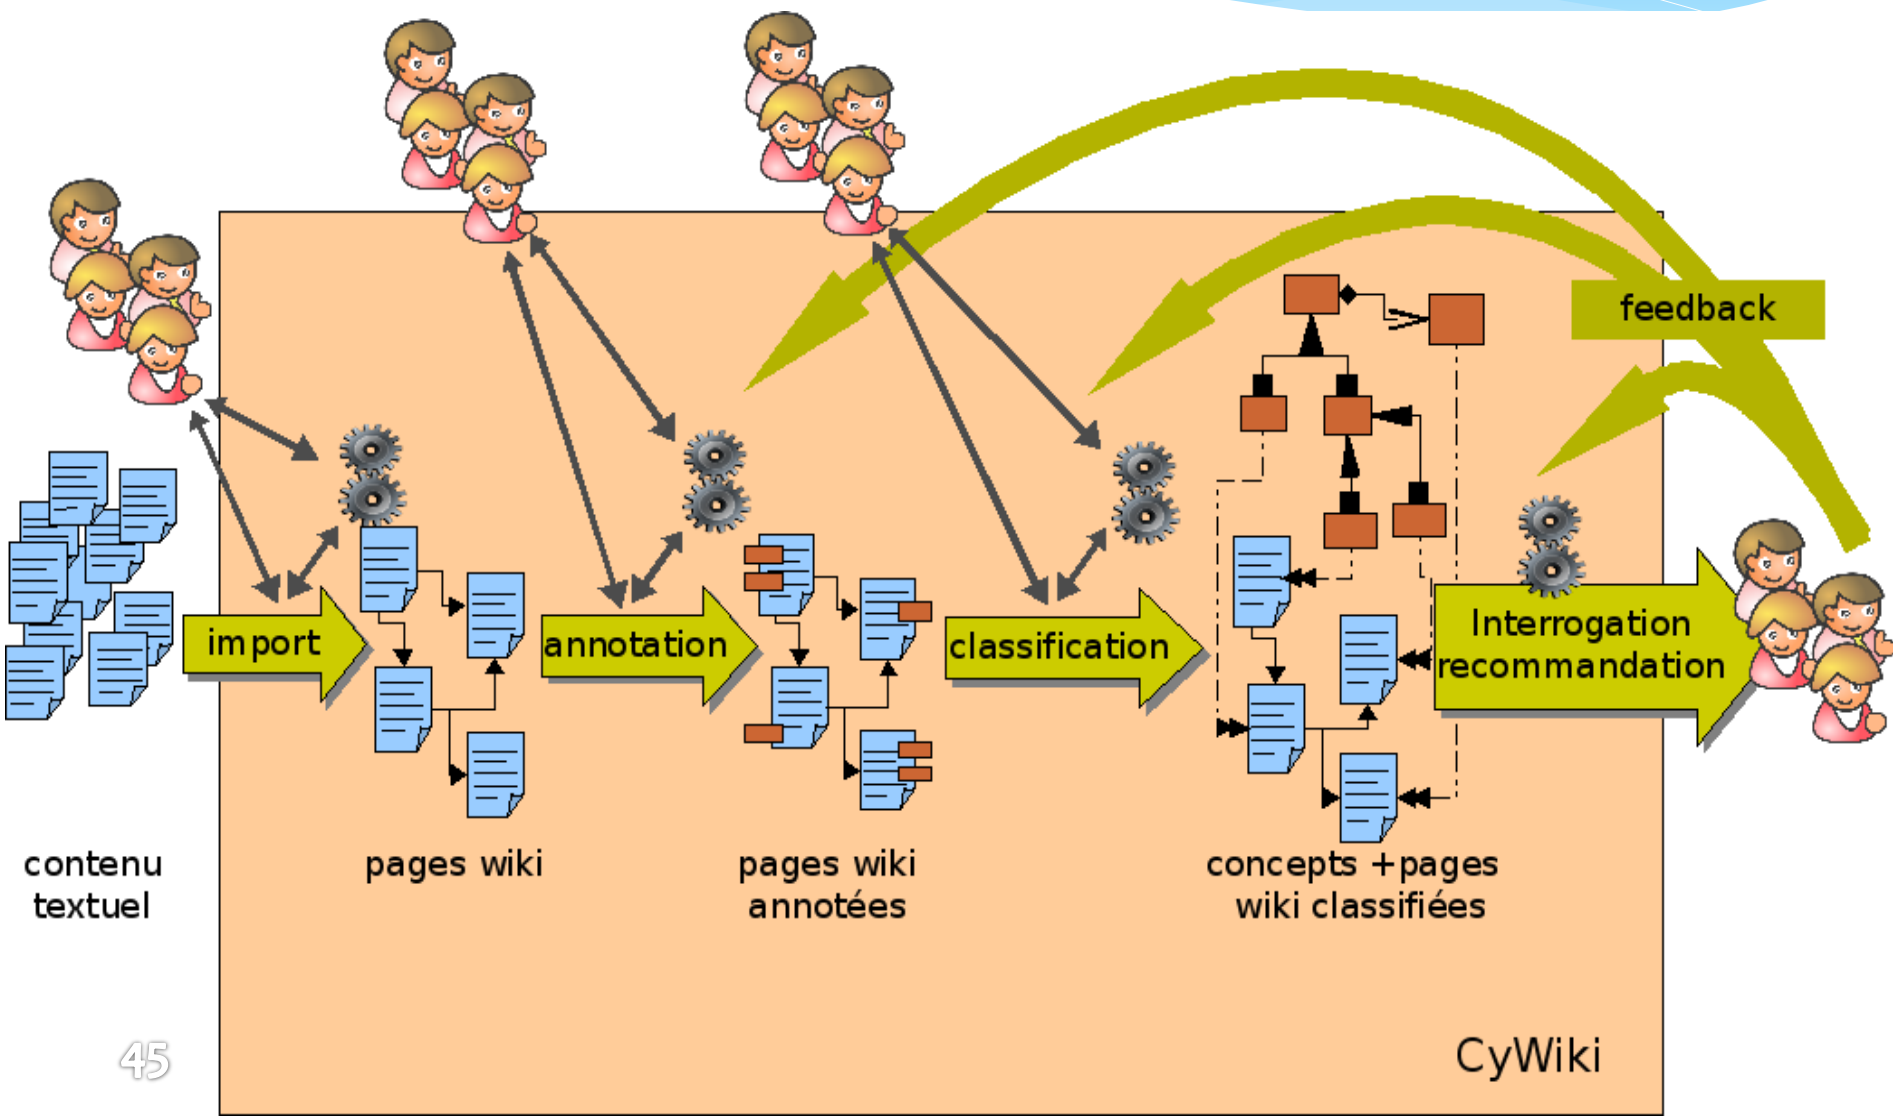 feedback
import
annotation
classification
Interrogation
recommandation
contenu
textuel
pages wiki
pages wiki
annotées
concepts +pages
wiki classifiées
45
CyWiki